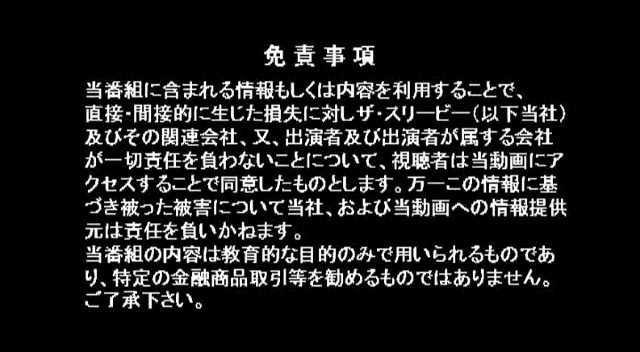 免責事項
当番組に含まれる情報もしくは内容を利用することで、
直接・間接的に生じた損失に対しザ・スリービー（以下当社）
及びその関連会社、又、出演者及び出演者が属する会社
が一切責任を負わないことについて、視聴者は当動画にア
クセスすることで同意したものとします。万一この情報に基
づき被った被害について当社、および当動画への情報提供
元は責任を負いかねます。
当番組の内容は教育的な目的のみで用いられるものであ
り、特定の金融商品取引等を勧めるものではありません。
ご了承下さい。